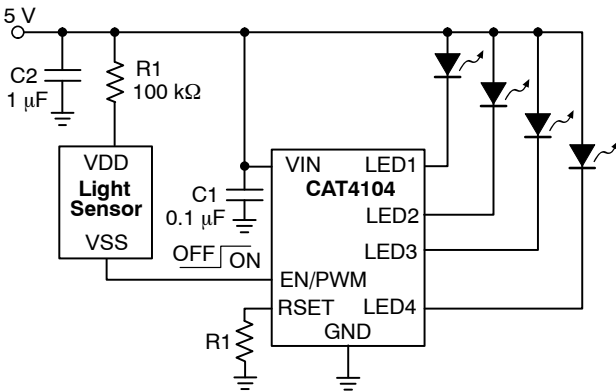 5 V
C2
1 μF
R1
100 kΩ
VDD
Light
Sensor
VSS
C1
0.1 μF
OFF
ON
VIN
LED1
CAT4104
LED2
LED3
EN/PWM
RSET
LED4
GND
R1